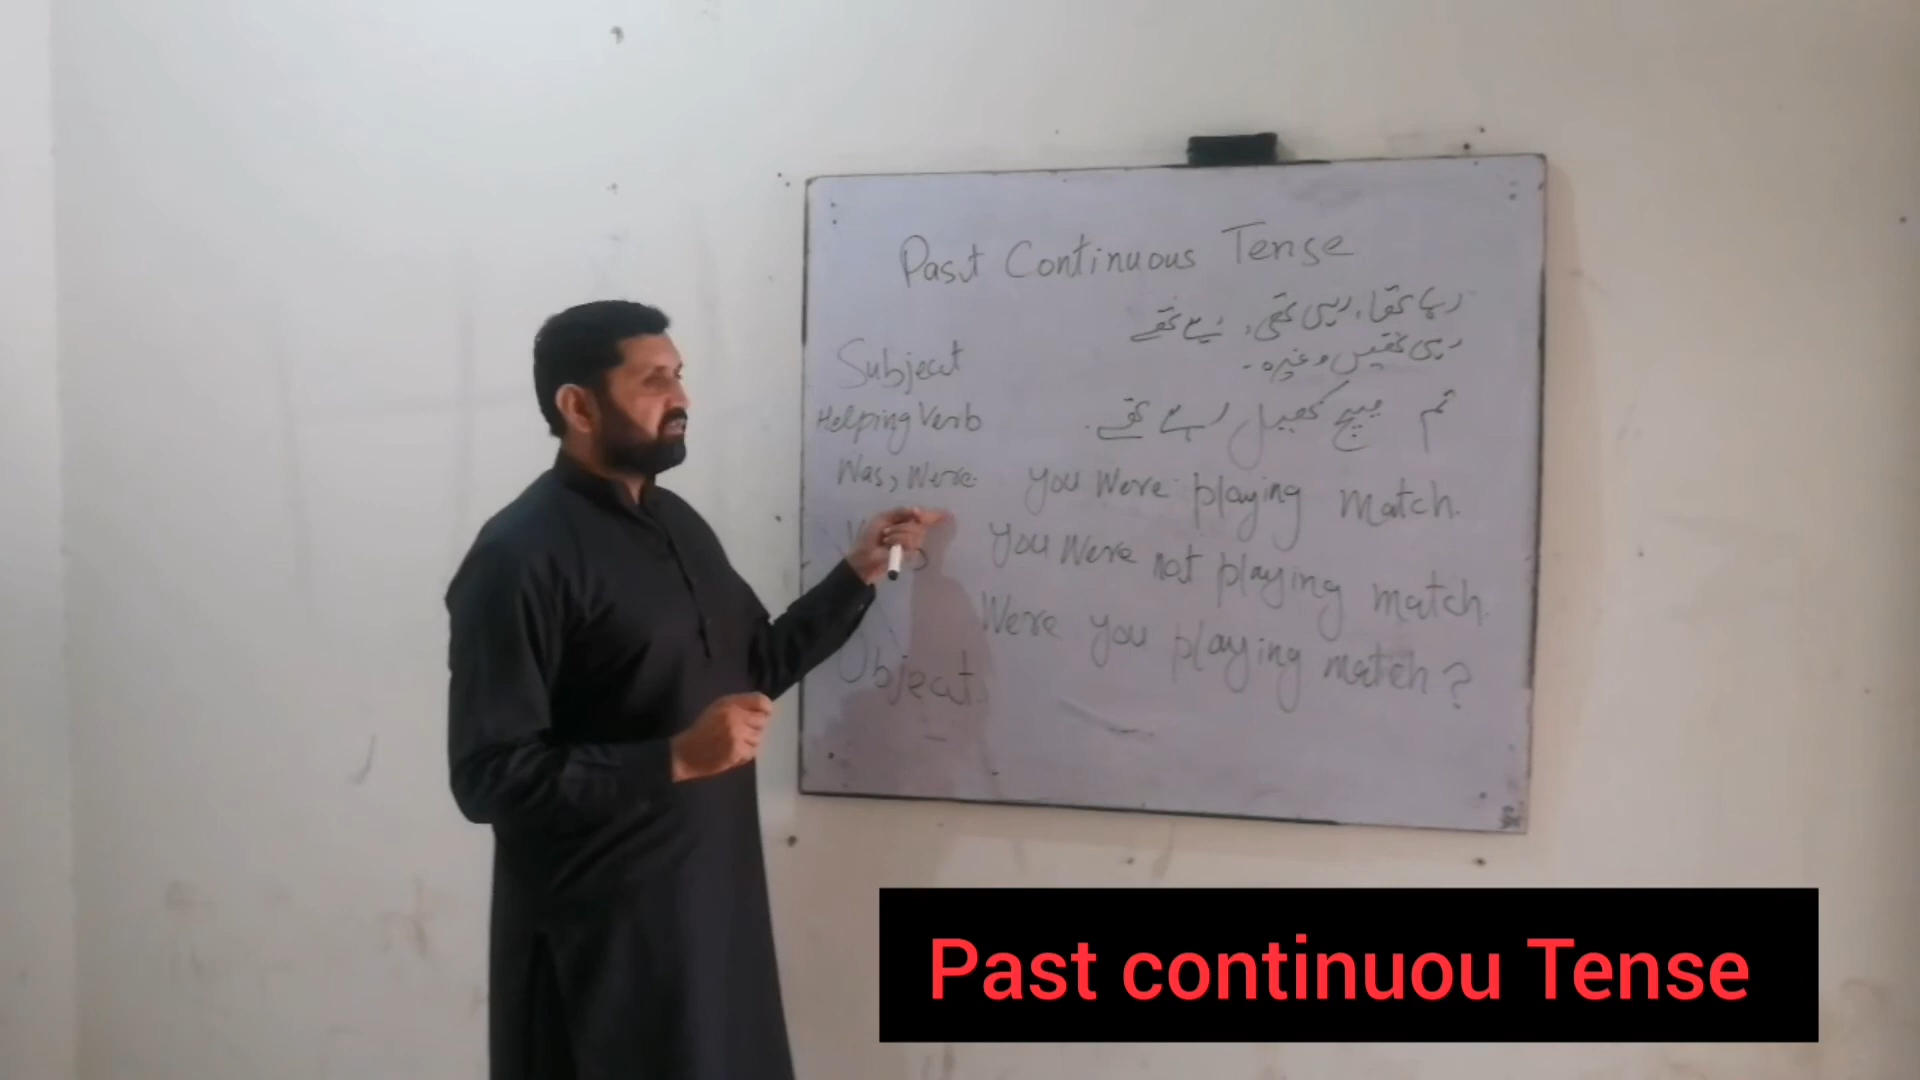 Past Continuous Tense
رہا تھا، رہی تھی، رہے تھے
رہی تھیں وغیرہ۔
Subject
Helping Verb
تم میچ کھیل رہے تھے۔
Was, Were
You Were playing match.
You Were not playing match.
Were you playing match?
Object
Past continuou Tense